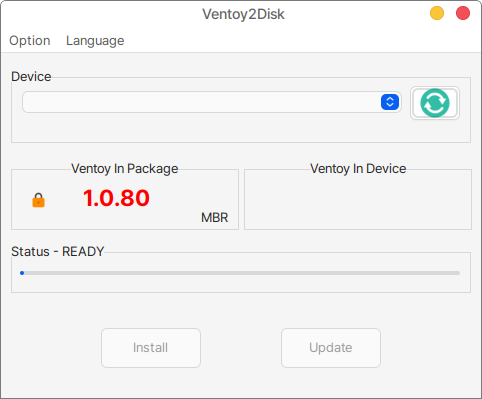 Ventoy2Disk
Option Language
Device
Ventoy In Package
1.0.80
MBR
Ventoy In Device
Status - READY
Install
Update